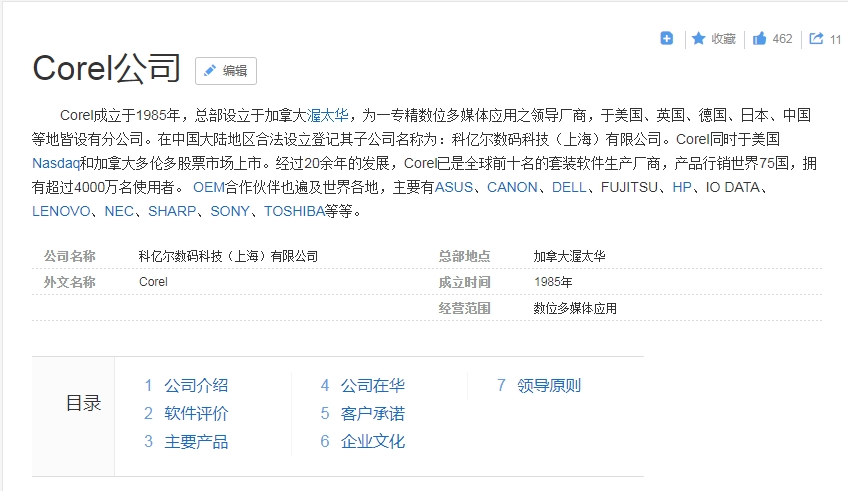 收藏 462 11
Corel公司 编辑
Corel成立于1985年，总部设立于加拿大渥太华，为一专精数位多媒体应用之领导厂商，于美国、英国、德国、日本、中国
等地皆设有分公司。在中国大陆地区合法设立登记其子公司名称为：科亿尔数码科技（上海）有限公司。Corel同时于美国
Nasdaq和加拿大多伦多股票市场上市。经过20余年的发展，Corel已是全球前十名的套装软件生产厂商，产品行销世界75国，拥
有超过4000万名使用者。 OEM合作伙伴也遍及世界各地，主要有ASUS、CANON、DELL、FUJITSU、HP、IO DATA、
LENOVO、NEC、SHARP、SONY、TOSHIBA等等。
公司名称 科亿尔数码科技（上海）有限公司 总部地点 加拿大渥太华
外文名称 Corel 成立时间 1985年
经营范围 数位多媒体应用
目录
1 公司介绍 4 公司在华 7 领导原则
2 软件评价 5 客户承诺
3 主要产品 6 企业文化